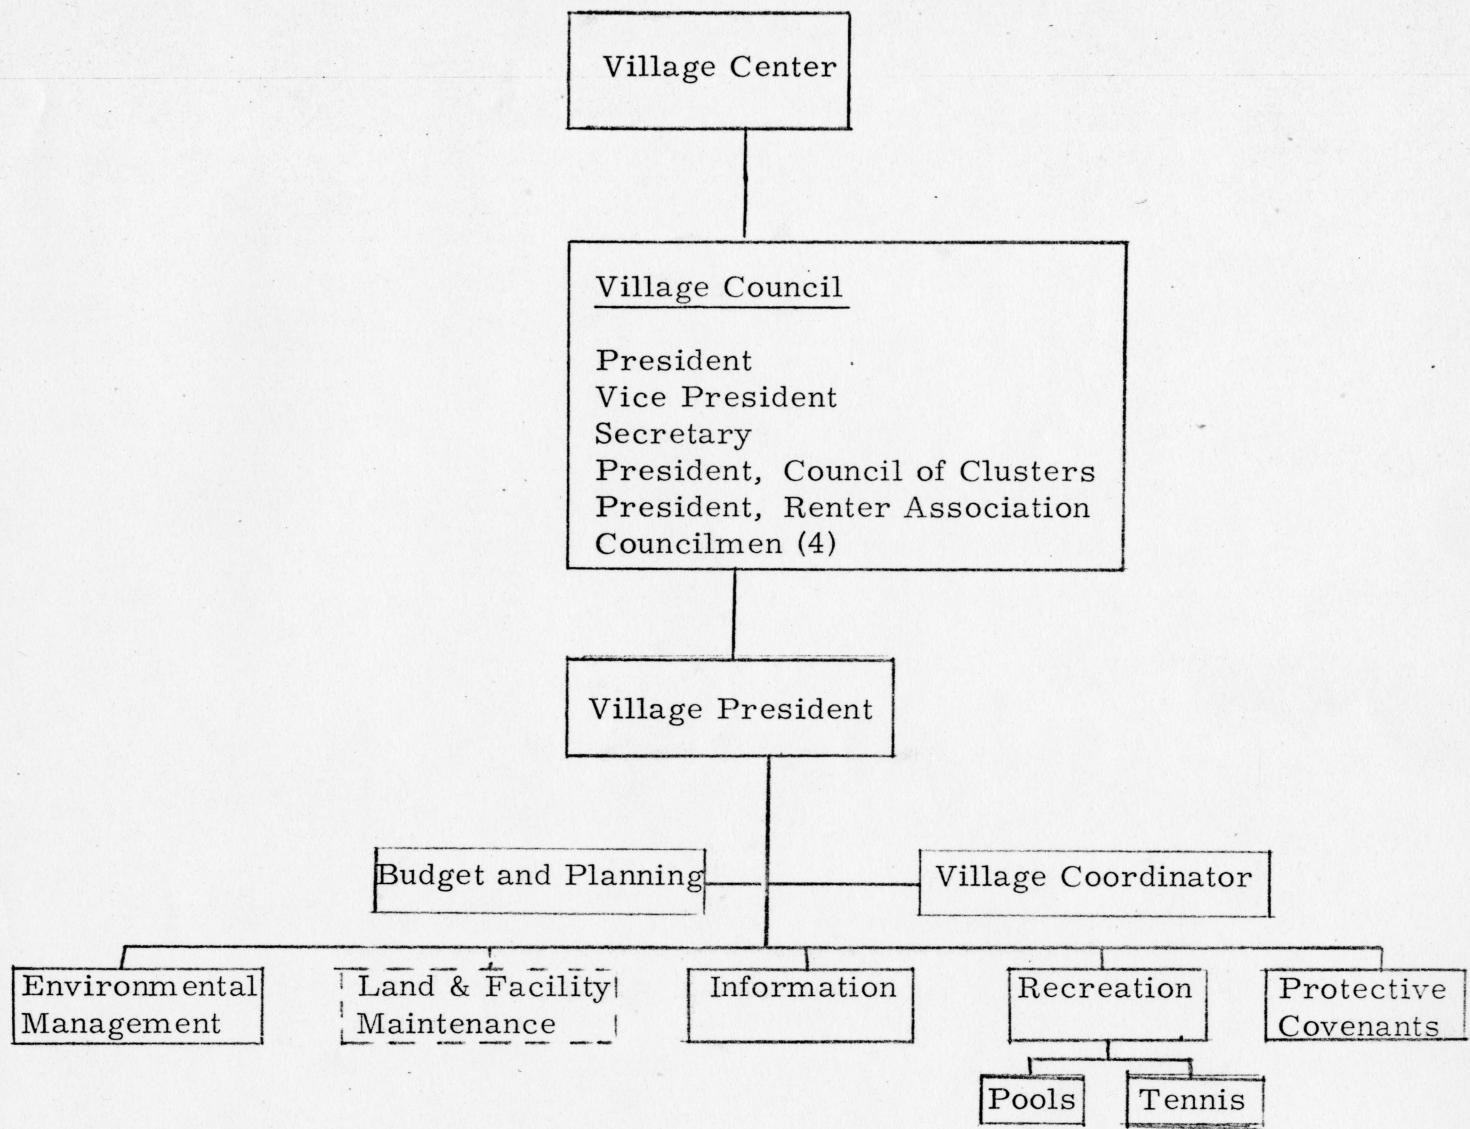 Village Center
Village Council
President
Vice President
Secretary
President, Council of Clusters
President, Renter Association
Councilmen (4)
Village President
Budget and Planning
Village Coordinator
Environmental
Management
Land & Facility
Maintenance
Information
Recreation
Protective
Covenants
Pools
Tennis